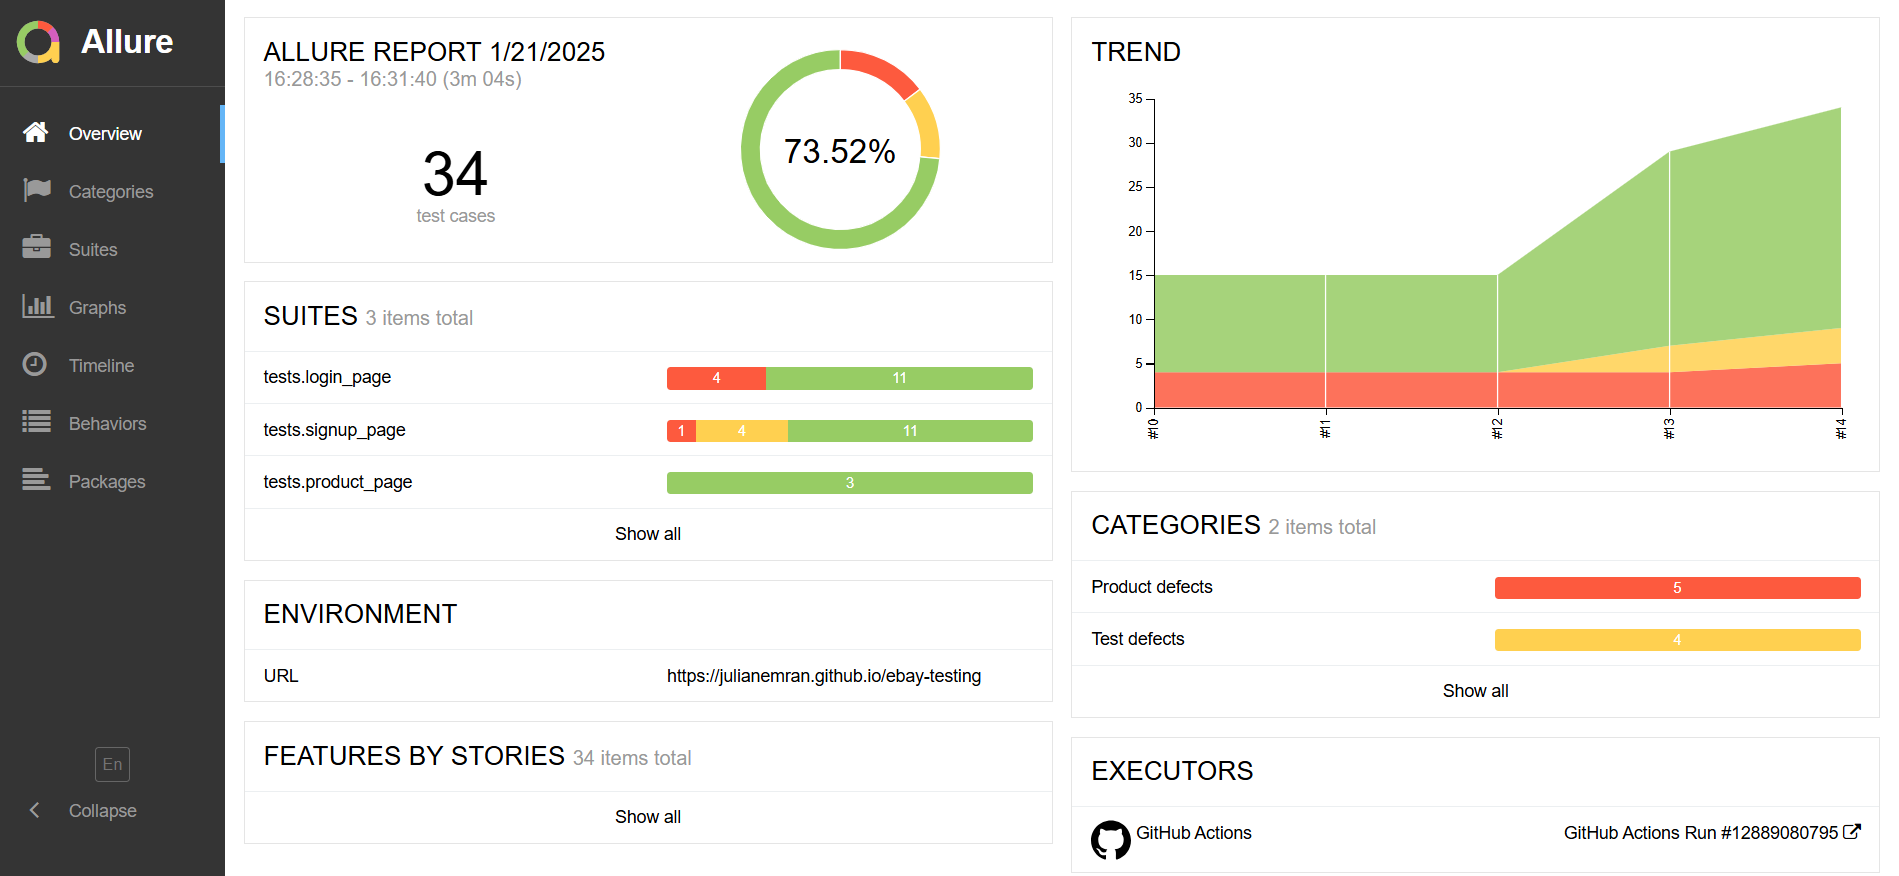 Allure
Overview
Categories
Suites
Graphs
Timeline
Behaviors
Packages
En
Collapse
ALLURE REPORT 1/21/2025
16:28:35 - 16:31:40 (3m 04s)
34
test cases
73.52%
SUITES 3 items total
tests.login_page 4 11
tests.signup_page 1 4 11
tests.product_page 3
Show all
ENVIRONMENT
URL https://julianemran.github.io/ebay-testing
FEATURES BY STORIES 34 items total
Show all
TREND
35
30
25
20
15
10
5
0
#10 #11 #12 #13 #14
CATEGORIES 2 items total
Product defects 5
Test defects 4
Show all
EXECUTORS
GitHub Actions GitHub Actions Run #12889080795